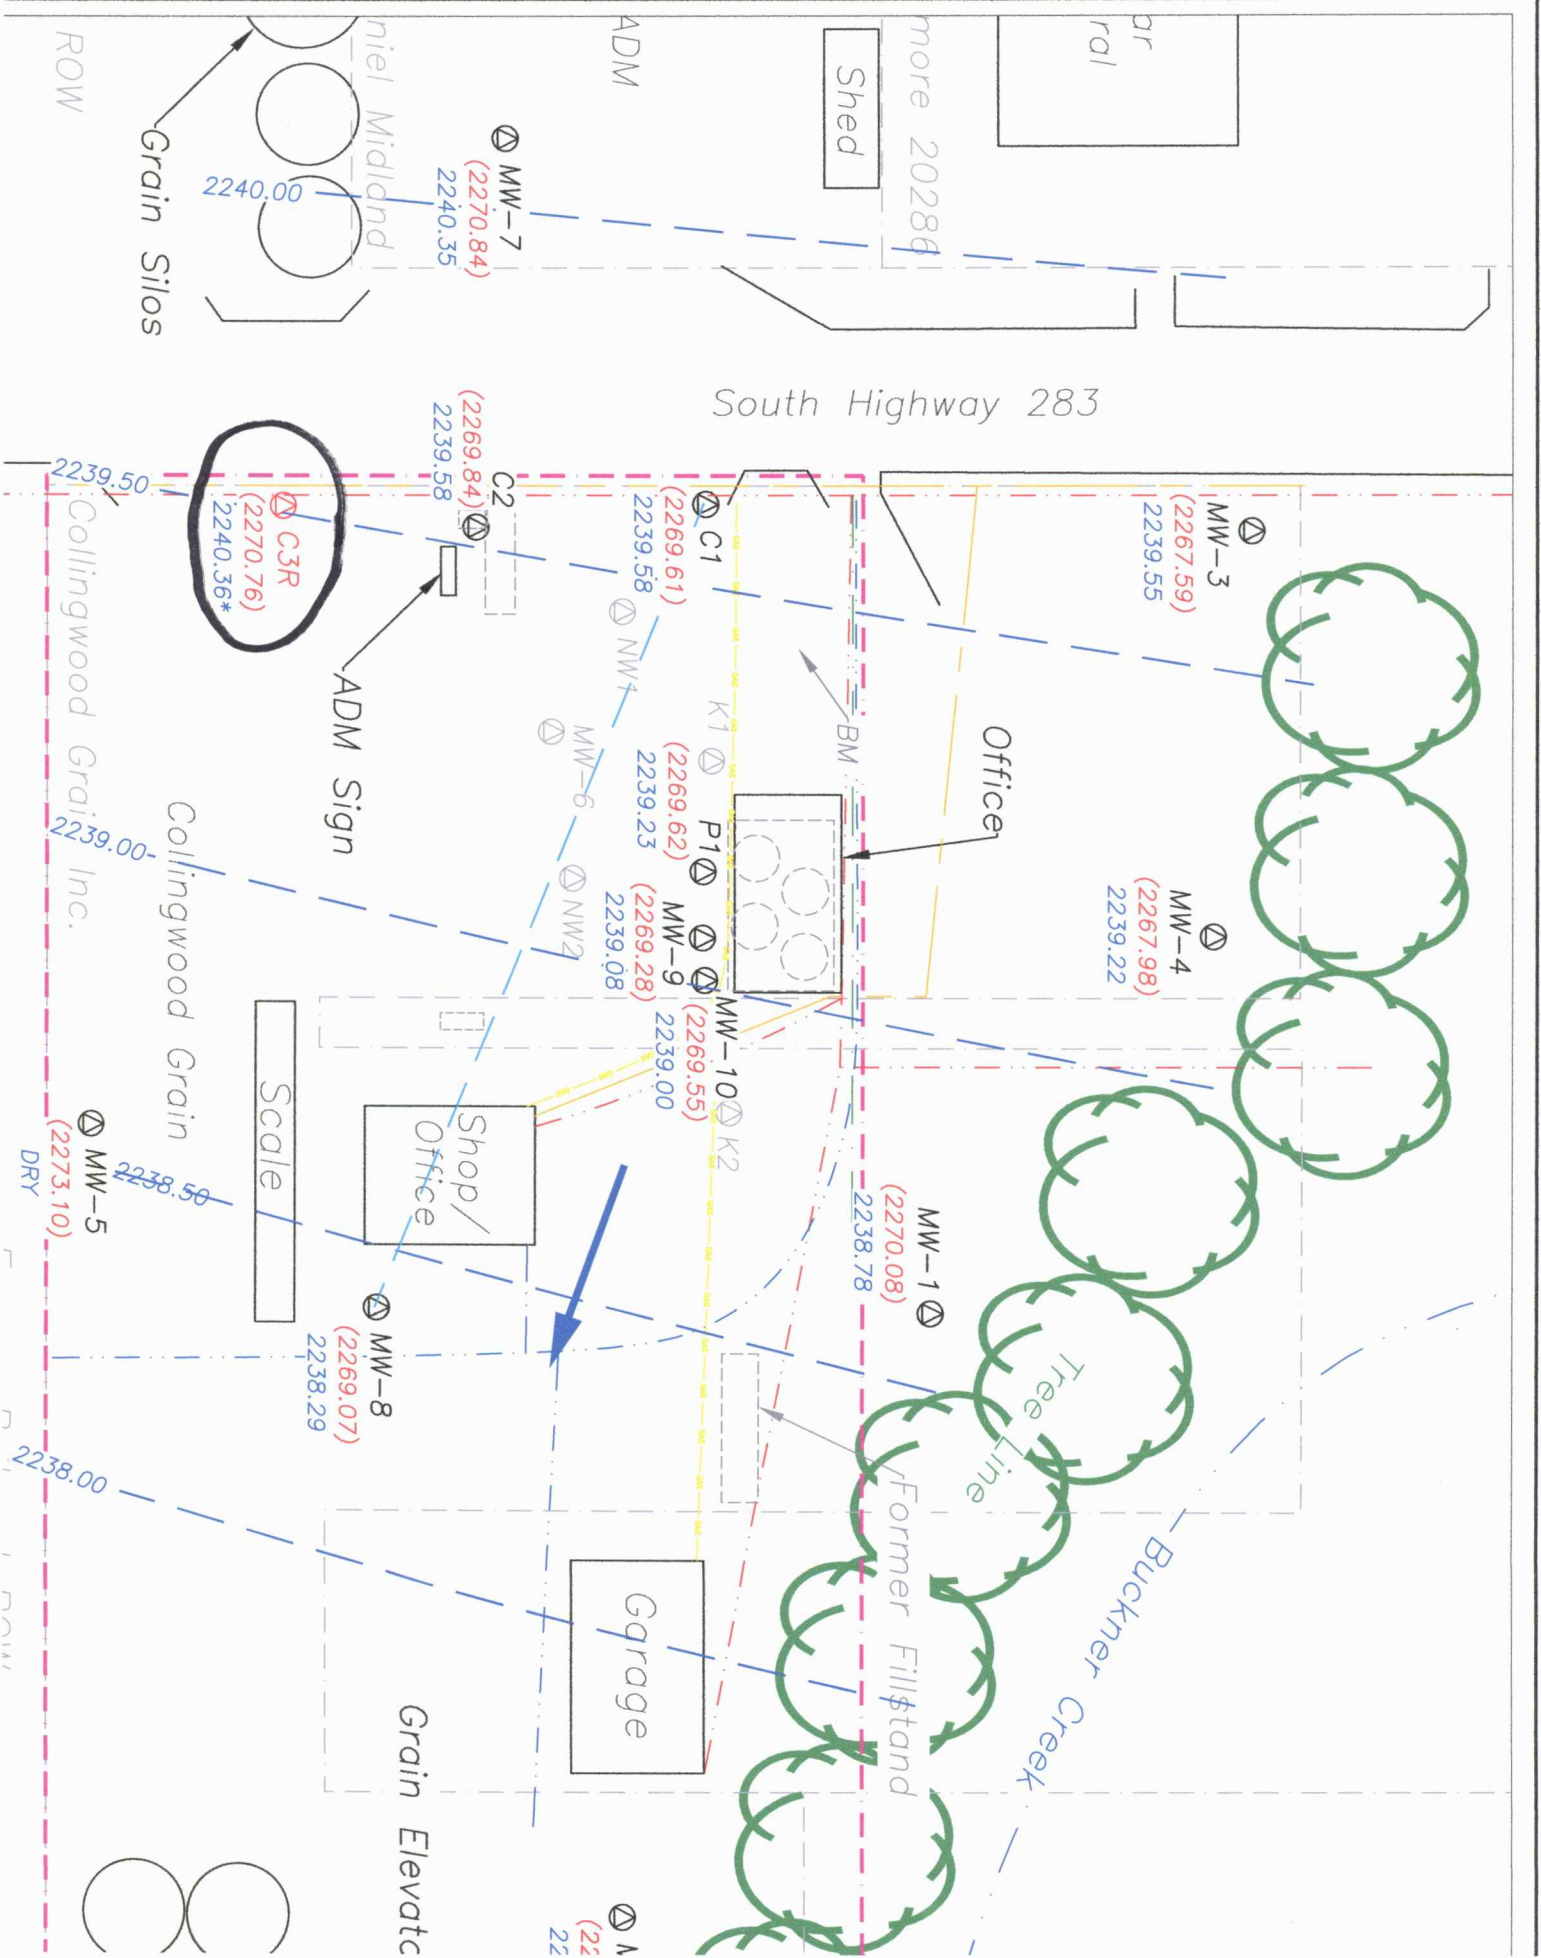 ROW
Grain Silos
niel Midland
ADM
Shed
more 20286
ar
ral
2240.00
MW-7
(2270.84)
2240.35
South Highway 283
2239.50
C3R
(2270.76)
2240.36*
C2
(2269.84)
2239.58
C1
(2269.61)
2239.58
MW-3
(2267.59)
2239.55
NW1
MW-6
K1
BM
Office
ADM Sign
Collingwood Grain Inc.
2239.00
Collingwood Grain
NW2
P1
(2269.62)
2239.23
MW-9
(2269.28)
2239.08
MW-10
(2269.55)
2239.00
K2
MW-4
(2267.98)
2239.22
Scale
Shop/
Office
MW-5
(2273.10)
DRY
2238.50
MW-8
(2269.07)
2238.29
MW-1
(2270.08)
2238.78
Tree Line
Former Fillstand
Buckner Creek
2238.00
Garage
Grain Elevato
GAS
ROW
(22
22